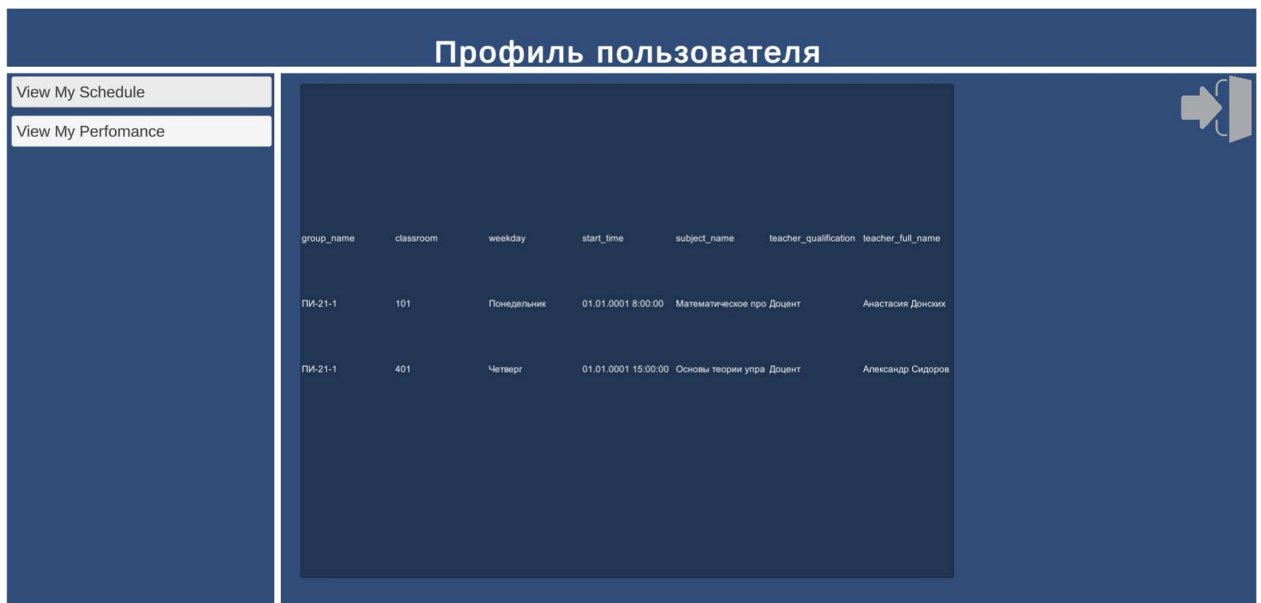 Профиль пользователя
View My Schedule
View My Perfomance
group_name classroom weekday start_time subject_name teacher_qualification teacher_full_name
ПИ-21-1 101 Понедельник 01.01.0001 8:00:00 Математическое про Доцент Анастасия Донских
ПИ-21-1 401 Четверг 01.01.0001 15:00:00 Основы теории упра Доцент Александр Сидоров